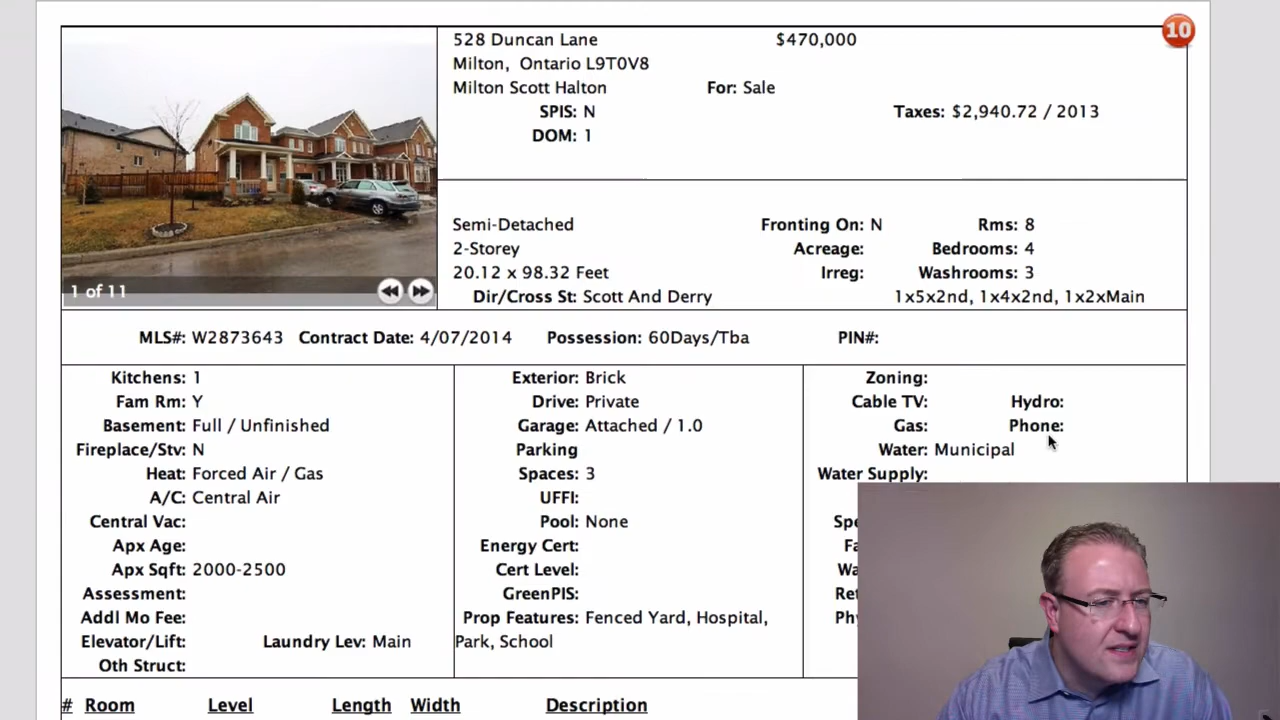 10
528 Duncan Lane $470,000
Milton, Ontario L9T0V8
Milton Scott Halton For: Sale
SPIS: N Taxes: $2,940.72 / 2013
DOM: 1
Semi-Detached Fronting On: N Rms: 8
2-Storey Acreage: Bedrooms: 4
20.12 x 98.32 Feet Irreg: Washrooms: 3
Dir/Cross St: Scott And Derry 1x5x2nd, 1x4x2nd, 1x2xMain
1 of 11
MLS#: W2873643 Contract Date: 4/07/2014 Possession: 60Days/Tba PIN#:
Kitchens: 1 Exterior: Brick Zoning:
Fam Rm: Y Drive: Private Cable TV: Hydro:
Basement: Full / Unfinished Garage: Attached / 1.0 Gas: Phone:
Fireplace/Stv: N Parking Water: Municipal
Heat: Forced Air / Gas Spaces: 3 Water Supply:
A/C: Central Air UFFI:
Central Vac: Pool: None
Apx Age: Energy Cert:
Apx Sqft: 2000-2500 Cert Level:
Assessment: GreenPIS:
Addl Mo Fee: Prop Features: Fenced Yard, Hospital,
Elevator/Lift: Laundry Lev: Main Park, School
Oth Struct:
# Room Level Length Width Description